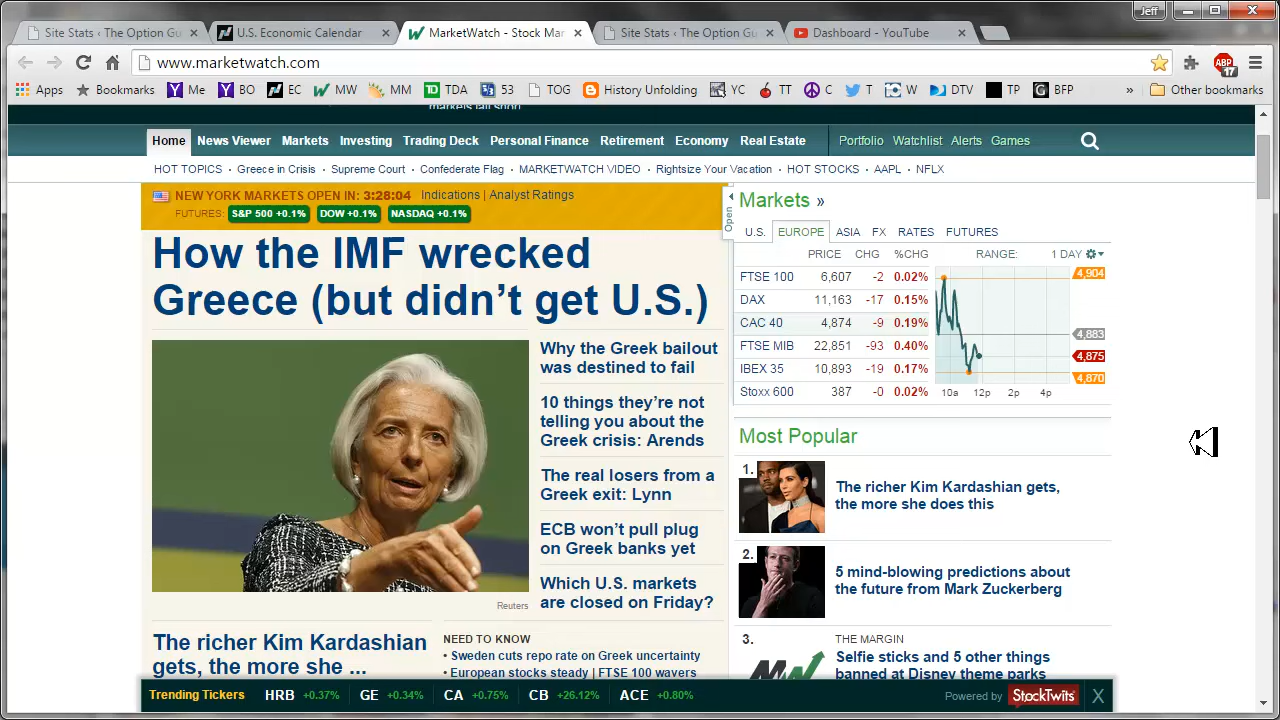 Jeff
Site Stats ‹ The Option Gu
U.S. Economic Calendar
MarketWatch - Stock Mar
Site Stats ‹ The Option Gu
Dashboard - YouTube
www.marketwatch.com
ABP
17
Apps
Bookmarks
Me
BO
EC
MW
MM
TDA
53
TOG
History Unfolding
YC
TT
C
T
W
DTV
TP
BFP
»
Other bookmarks
Home
News Viewer
Markets
Investing
Trading Deck
Personal Finance
Retirement
Economy
Real Estate
Portfolio
Watchlist
Alerts
Games
HOT TOPICS
Greece in Crisis
Supreme Court
Confederate Flag
MARKETWATCH VIDEO
Rightsize Your Vacation
HOT STOCKS
AAPL
NFLX
NEW YORK MARKETS OPEN IN: 3:28:04
Indications | Analyst Ratings
FUTURES: S&P 500 +0.1% DOW +0.1% NASDAQ +0.1%
How the IMF wrecked
Greece (but didn't get U.S.)
Reuters
Why the Greek bailout
was destined to fail
10 things they're not
telling you about the
Greek crisis: Arends
The real losers from a
Greek exit: Lynn
ECB won't pull plug
on Greek banks yet
Which U.S. markets
are closed on Friday?
The richer Kim Kardashian
gets, the more she ...
NEED TO KNOW
• Sweden cuts repo rate on Greek uncertainty
• European stocks steady | FTSE 100 wavers
Open
Markets »
U.S. EUROPE ASIA FX RATES FUTURES
PRICE CHG %CHG RANGE: 1 DAY
FTSE 100 6,607 -2 0.02%
DAX 11,163 -17 0.15%
CAC 40 4,874 -9 0.19%
FTSE MIB 22,851 -93 0.40%
IBEX 35 10,893 -19 0.17%
Stoxx 600 387 -0 0.02%
4,904
4,883
4,875
4,870
10a 12p 2p 4p
Most Popular
1.
The richer Kim Kardashian gets,
the more she does this
2.
5 mind-blowing predictions about
the future from Mark Zuckerberg
3.
THE MARGIN
Selfie sticks and 5 other things
banned at Disney theme parks
Trending Tickers
HRB +0.37%
GE +0.34%
CA +0.75%
CB +26.12%
ACE +0.80%
Powered by
STOCKTWITS
X